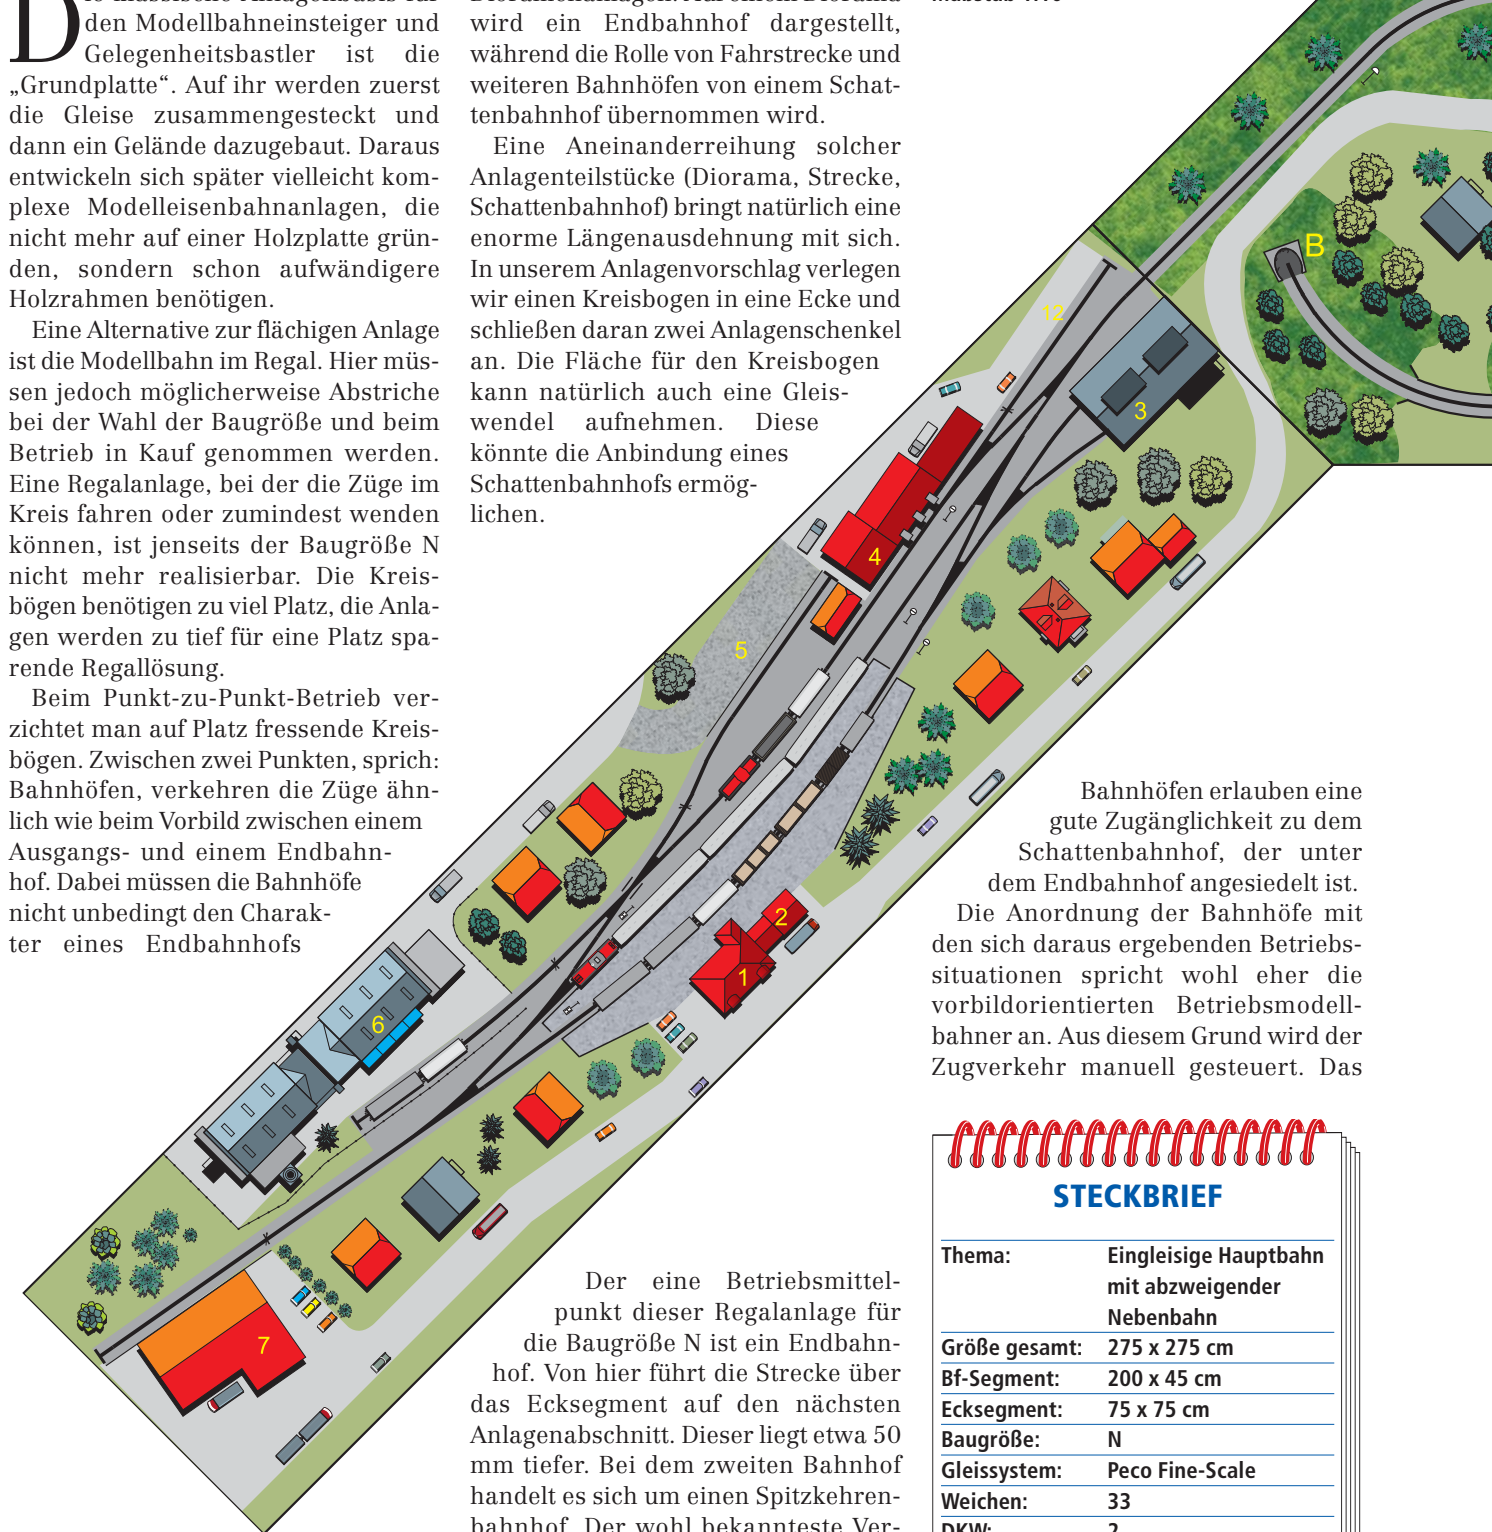 den Modellbahneinsteiger und
Gelegenheitsbastler ist die
„Grundplatte“. Auf ihr werden zuerst
die Gleise zusammengesteckt und
dann ein Gelände dazugebaut. Daraus
entwickeln sich später vielleicht kom-
plexe Modelleisenbahnanlagen, die
nicht mehr auf einer Holzplatte grün-
den, sondern schon aufwändigere
Holzrahmen benötigen.
Eine Alternative zur flächigen Anlage
ist die Modellbahn im Regal. Hier müs-
sen jedoch möglicherweise Abstriche
bei der Wahl der Baugröße und beim
Betrieb in Kauf genommen werden.
Eine Regalanlage, bei der die Züge im
Kreis fahren oder zumindest wenden
können, ist jenseits der Baugröße N
nicht mehr realisierbar. Die Kreis-
bögen benötigen zu viel Platz, die Anla-
gen werden zu tief für eine Platz spa-
rende Regallösung.
Beim Punkt-zu-Punkt-Betrieb ver-
zichtet man auf Platz fressende Kreis-
bögen. Zwischen zwei Punkten, sprich:
Bahnhöfen, verkehren die Züge ähn-
lich wie beim Vorbild zwischen einem
Ausgangs- und einem Endbahn-
hof. Dabei müssen die Bahnhöfe
nicht unbedingt den Charak-
ter eines Endbahnhofs
wird ein Endbahnhof dargestellt,
während die Rolle von Fahrstrecke und
weiteren Bahnhöfen von einem Schat-
tenbahnhof übernommen wird.
Eine Aneinanderreihung solcher
Anlagenteilstücke (Diorama, Strecke,
Schattenbahnhof) bringt natürlich eine
enorme Längenausdehnung mit sich.
In unserem Anlagenvorschlag verlegen
wir einen Kreisbogen in eine Ecke und
schließen daran zwei Anlagenschenkel
an. Die Fläche für den Kreisbogen
kann natürlich auch eine Gleis-
wendel aufnehmen. Diese
könnte die Anbindung eines
Schattenbahnhofs ermög-
lichen.
B
12
3
4
5
2
1
6
7
Der eine Betriebsmittel-
punkt dieser Regalanlage für
die Baugröße N ist ein Endbahn-
hof. Von hier führt die Strecke über
das Ecksegment auf den nächsten
Anlagenabschnitt. Dieser liegt etwa 50
mm tiefer. Bei dem zweiten Bahnhof
handelt es sich um einen Spitzkehren-
bahnhof. Der wohl bekannteste Ver-
Bahnhöfen erlauben eine
gute Zugänglichkeit zu dem
Schattenbahnhof, der unter
dem Endbahnhof angesiedelt ist.
Die Anordnung der Bahnhöfe mit
den sich daraus ergebenden Betriebs-
situationen spricht wohl eher die
vorbildorientierten Betriebsmodell-
bahner an. Aus diesem Grund wird der
Zugverkehr manuell gesteuert. Das
STECKBRIEF
Thema: Eingleisige Hauptbahn
mit abzweigender
Nebenbahn
Größe gesamt: 275 x 275 cm
Bf-Segment: 200 x 45 cm
Ecksegment: 75 x 75 cm
Baugröße: N
Gleissystem: Peco Fine-Scale
Weichen: 33
DKW: 2